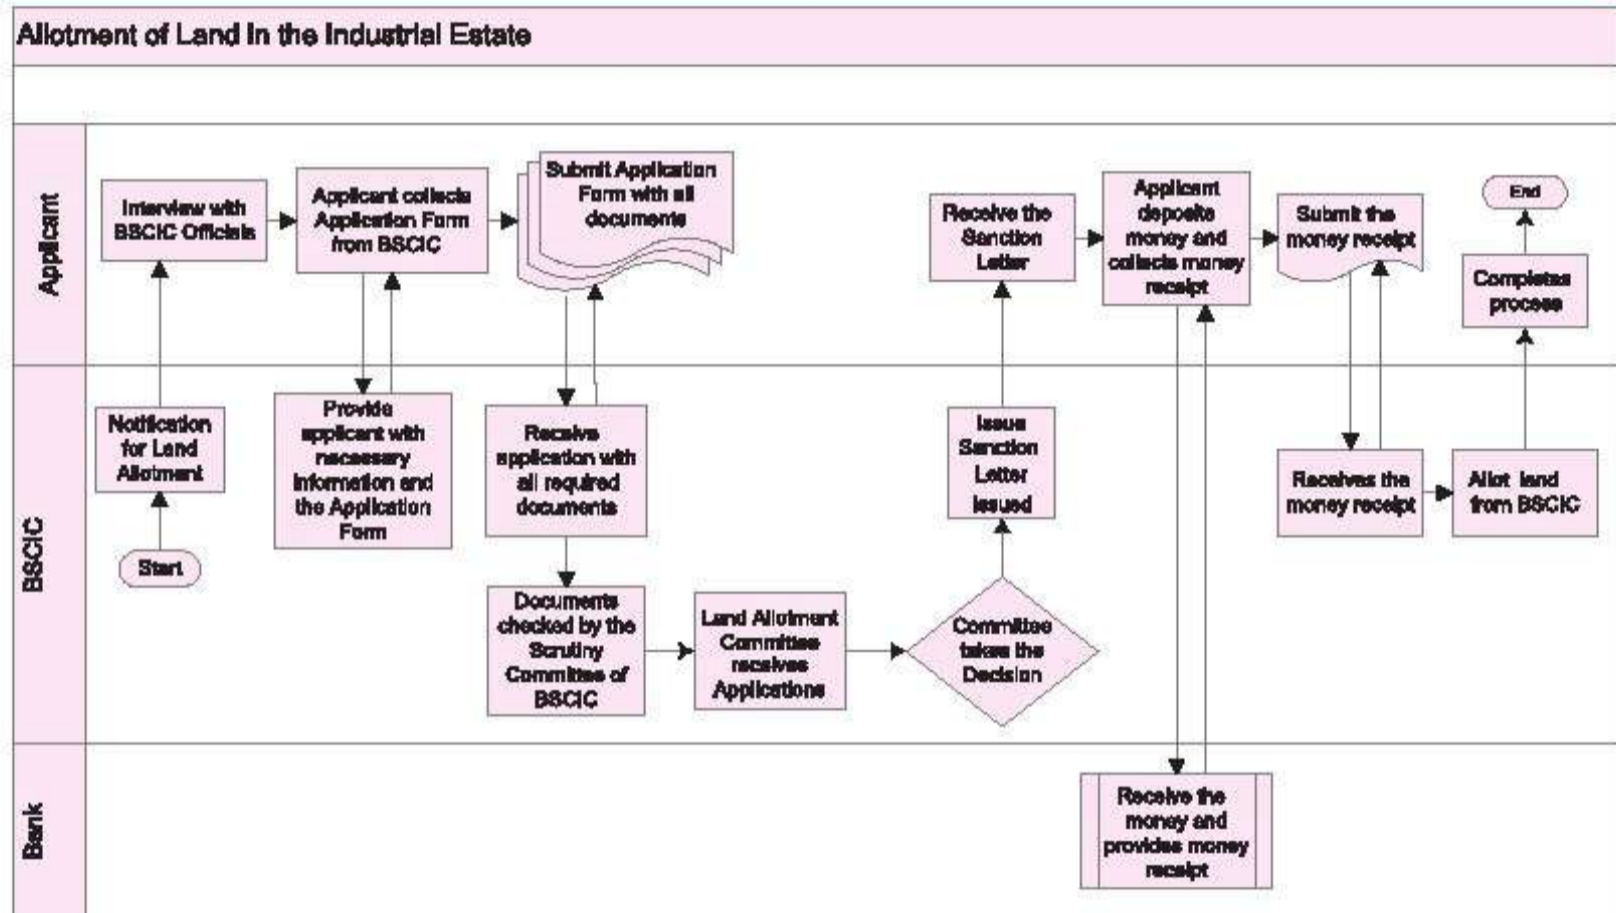 Allotment of Land in the Industrial Estate
Applicant
Interview with
BSCIC Officials
Applicant collects
Application Form
from BSCIC
Submit Application
Form with all
documents
Receive the
Sanction
Letter
Applicant
deposits
money and
collects money
receipt
Submit the
money receipt
End
Completes
process
BSCIC
Notification
for Land
Allotment
Start
Provide
applicant with
necessary
information and
the Application
Form
Receive
application with
all required
documents
Documents
checked by the
Scrutiny
Committee of
BSCIC
Land Allotment
Committee
receives
Applications
Committee
takes the
Decision
Issue
Sanction
Letter
issued
Receives the
money receipt
Allot land
from BSCIC
Bank
Receive the
money and
provides money
receipt